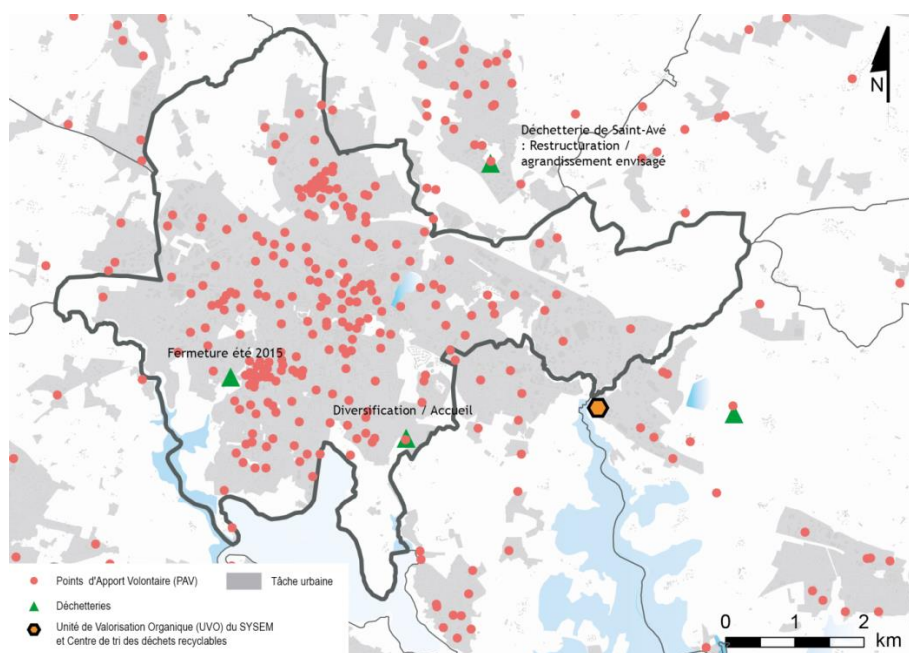 N
Déchetterie de Saint-Avé
: Restructuration /
agrandissement envisagé
Fermeture été 2015
Diversification / Accueil
Points d'Apport Volontaire (PAV)
Tâche urbaine
Déchetteries
Unité de Valorisation Organique (UVO) du SYSEM
et Centre de tri des déchets recyclables
0 1 2
km